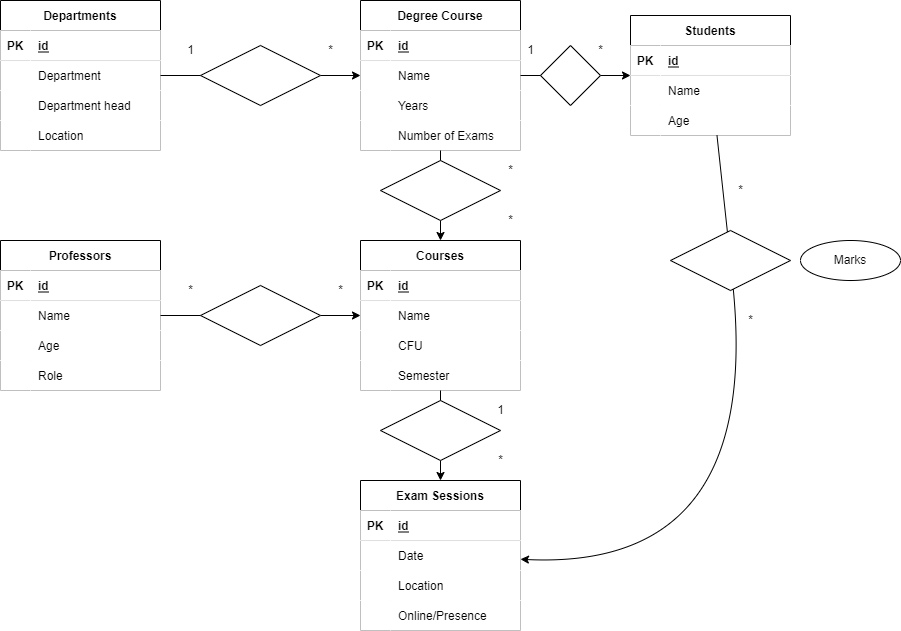 Departments
PK id
Department
Department head
Location
1
*
Degree Course
PK id
Name
Years
Number of Exams
1
*
Students
PK id
Name
Age
*
*
*
Marks
*
Professors
PK id
Name
Age
Role
*
*
Courses
PK id
Name
CFU
Semester
1
*
Exam Sessions
PK id
Date
Location
Online/Presence